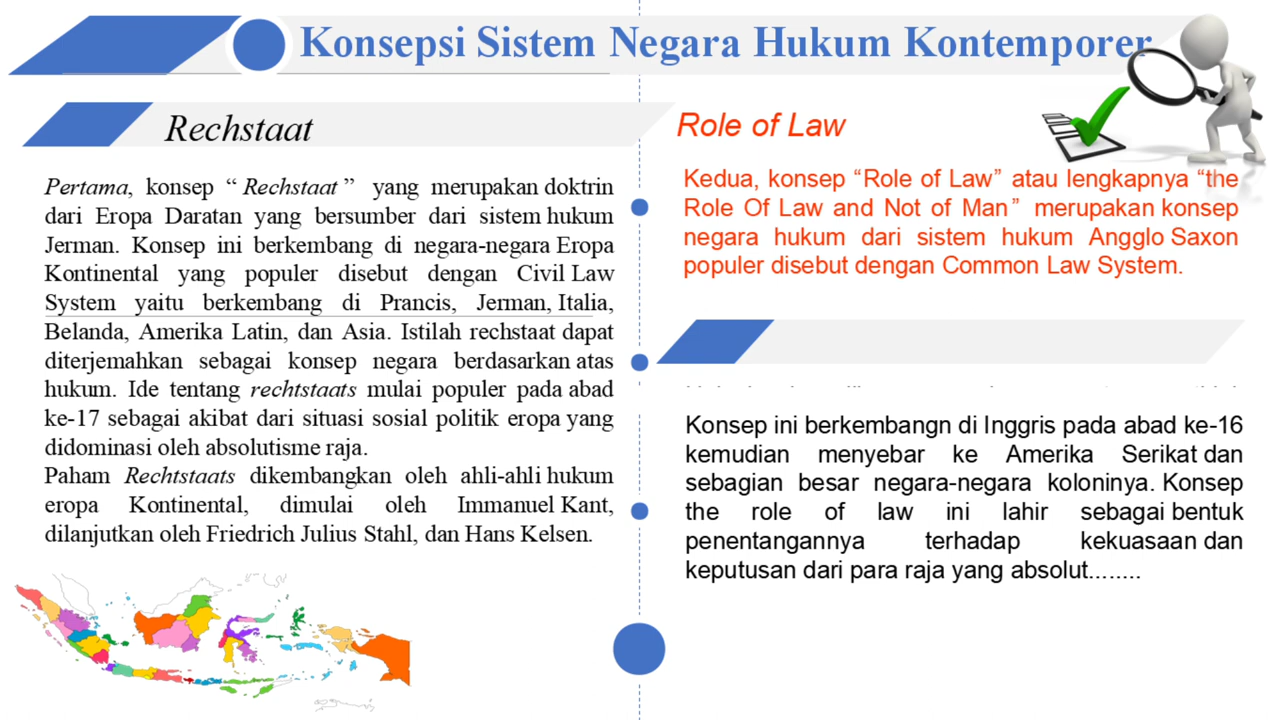 Konsepsi Sistem Negara Hukum Kontemporer
Rechstaat
Pertama, konsep “ Rechstaat ” yang merupakan doktrin
dari Eropa Daratan yang bersumber dari sistem hukum
Jerman. Konsep ini berkembang di negara-negara Eropa
Kontinental yang populer disebut dengan Civil Law
System yaitu berkembang di Prancis, Jerman, Italia,
Belanda, Amerika Latin, dan Asia. Istilah rechstaat dapat
diterjemahkan sebagai konsep negara berdasarkan atas
hukum. Ide tentang rechtstaats mulai populer pada abad
ke-17 sebagai akibat dari situasi sosial politik eropa yang
didominasi oleh absolutisme raja.
Paham Rechtstaats dikembangkan oleh ahli-ahli hukum
eropa Kontinental, dimulai oleh Immanuel Kant,
dilanjutkan oleh Friedrich Julius Stahl, dan Hans Kelsen.
Role of Law
Kedua, konsep “Role of Law” atau lengkapnya “the
Role Of Law and Not of Man” merupakan konsep
negara hukum dari sistem hukum Angglo Saxon
populer disebut dengan Common Law System.
Konsep ini berkembangn di Inggris pada abad ke-16
kemudian menyebar ke Amerika Serikat dan
sebagian besar negara-negara koloninya. Konsep
the role of law ini lahir sebagai bentuk
penentangannya terhadap kekuasaan dan
keputusan dari para raja yang absolut........